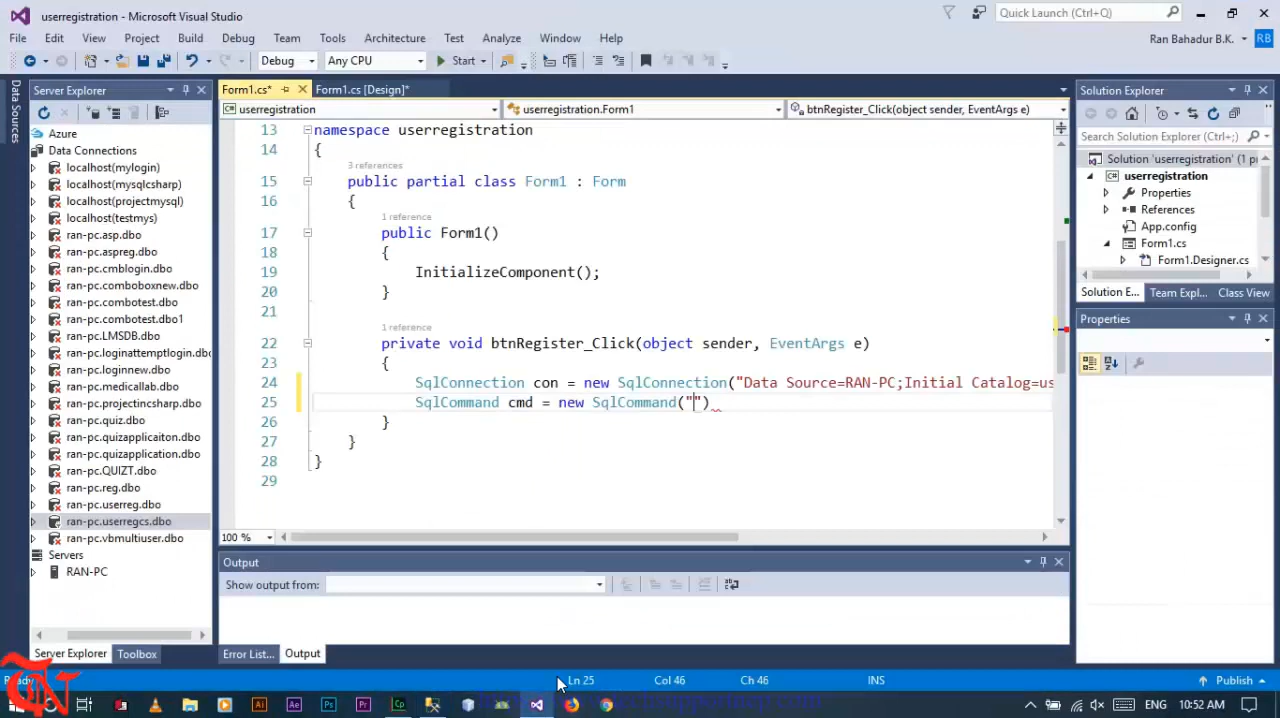 userregistration - Microsoft Visual Studio
Quick Launch (Ctrl+Q)
File Edit View Project Build Debug Team Tools Architecture Test Analyze Window Help
Ran Bahadur B.K. RB
Debug Any CPU Start
Data Sources
Server Explorer
Azure
Data Connections
localhost(mylogin)
localhost(mysqlcsharp)
localhost(projectmysql)
localhost(testmys)
ran-pc.asp.dbo
ran-pc.aspreg.dbo
ran-pc.cmblogin.dbo
ran-pc.comboboxnew.dbo
ran-pc.combotest.dbo
ran-pc.combotest.dbo1
ran-pc.LMSDB.dbo
ran-pc.loginattemptlogin.dbo
ran-pc.loginnew.dbo
ran-pc.medicallab.dbo
ran-pc.projectincsharp.dbo
ran-pc.quiz.dbo
ran-pc.quizapplicaiton.dbo
ran-pc.quizapplication.dbo
ran-pc.QUIZT.dbo
ran-pc.reg.dbo
ran-pc.userreg.dbo
ran-pc.userregcs.dbo
ran-pc.vbmultiuser.dbo
Servers
RAN-PC
Server Explorer Toolbox
Form1.cs* Form1.cs [Design]*
userregistration userregistration.Form1 btnRegister_Click(object sender, EventArgs e)
13 namespace userregistration
14 {
3 references
15 public partial class Form1 : Form
16 {
1 reference
17 public Form1()
18 {
19 InitializeComponent();
20 }
21
1 reference
22 private void btnRegister_Click(object sender, EventArgs e)
23 {
24 SqlConnection con = new SqlConnection("Data Source=RAN-PC;Initial Catalog=us
25 SqlCommand cmd = new SqlCommand("")
26 }
27 }
28 }
29
100 %
Output
Show output from:
Error List... Output
Solution Explorer
Search Solution Explorer (Ctrl+;)
Solution 'userregistration' (1 p
userregistration
Properties
References
App.config
Form1.cs
Form1.Designer.cs
Solution E... Team Expl... Class View
Properties
Ln 25 Col 46 Ch 46 INS Publish
Ai Ae Ps Pr Cp
ENG 10:52 AM